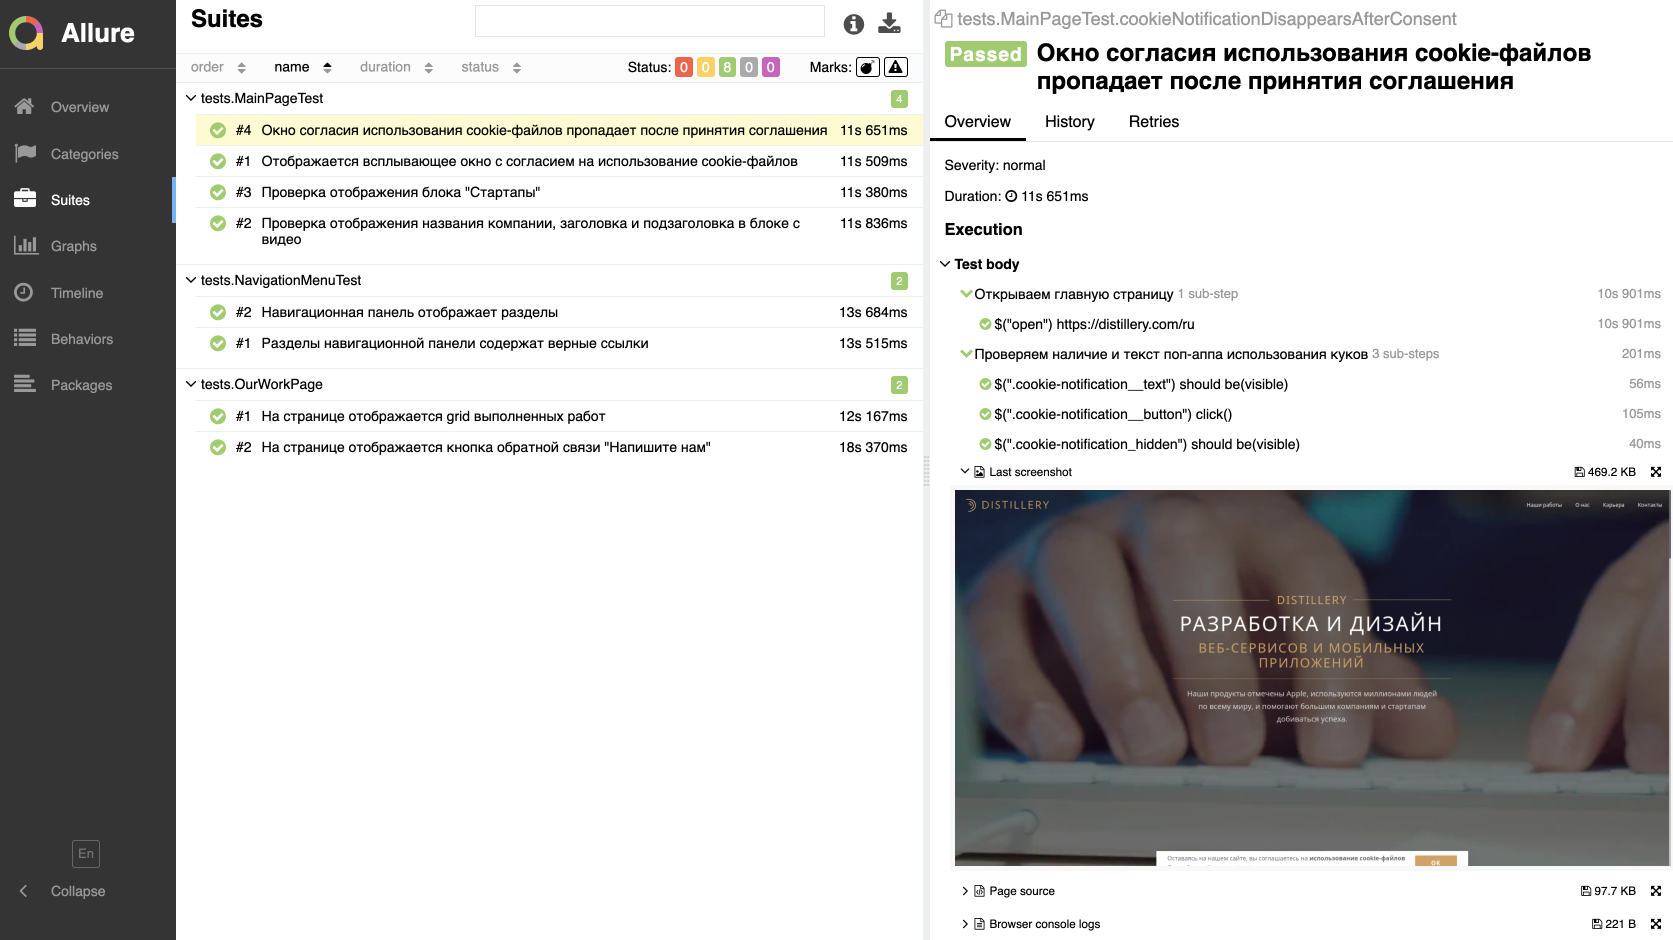 Allure
Overview
Categories
Suites
Graphs
Timeline
Behaviors
Packages
En
Collapse
Suites
order name duration status Status: 0 0 8 0 0 Marks:
tests.MainPageTest 4
#4 Окно согласия использования cookie-файлов пропадает после принятия соглашения 11s 651ms
#1 Отображается всплывающее окно с согласием на использование cookie-файлов 11s 509ms
#3 Проверка отображения блока "Стартапы" 11s 380ms
#2 Проверка отображения названия компании, заголовка и подзаголовка в блоке с 11s 836ms
видео
tests.NavigationMenuTest 2
#2 Навигационная панель отображает разделы 13s 684ms
#1 Разделы навигационной панели содержат верные ссылки 13s 515ms
tests.OurWorkPage 2
#1 На странице отображается grid выполненных работ 12s 167ms
#2 На странице отображается кнопка обратной связи "Напишите нам" 18s 370ms
tests.MainPageTest.cookieNotificationDisappearsAfterConsent
Passed Окно согласия использования cookie-файлов
пропадает после принятия соглашения
Overview History Retries
Severity: normal
Duration: 11s 651ms
Execution
Test body
Открываем главную страницу 1 sub-step 10s 901ms
$("open") https://distillery.com/ru 10s 901ms
Проверяем наличие и текст поп-аппа использования куков 3 sub-steps 201ms
$(".cookie-notification__text") should be(visible) 56ms
$(".cookie-notification__button") click() 105ms
$(".cookie-notification_hidden") should be(visible) 40ms
Last screenshot 469.2 KB
DISTILLERY Наши работы О нас Карьера Контакты
DISTILLERY
РАЗРАБОТКА И ДИЗАЙН
ВЕБ-СЕРВИСОВ И МОБИЛЬНЫХ
ПРИЛОЖЕНИЙ
Наши продукты отмечены Apple, используются миллионами людей
по всему миру, и помогают большим компаниям и стартапам
добиваться успеха.
Оставаясь на нашем сайте, вы соглашаетесь на использование cookie-файлов
ОК
Page source 97.7 KB
Browser console logs 221 B